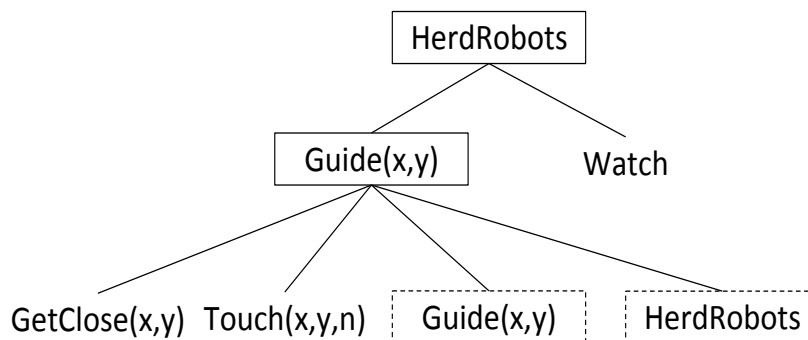 HerdRobots
Guide(x,y)
Watch
GetClose(x,y)
Touch(x,y,n)
Guide(x,y)
HerdRobots